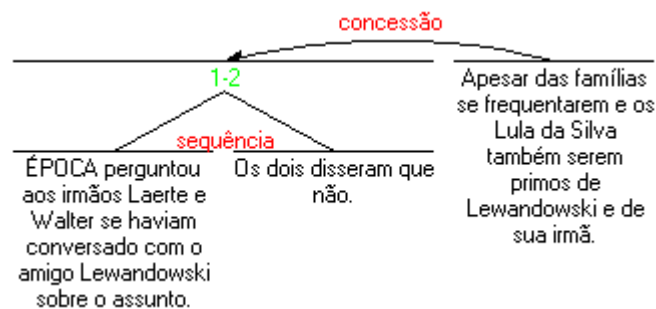 concessão
1-2
sequência
ÉPOCA perguntou
aos irmãos Laerte e
Walter se haviam
conversado com o
amigo Lewandowski
sobre o assunto.
Os dois disseram que
não.
Apesar das famílias
se frequentarem e os
Lula da Silva
também serem
primos de
Lewandowski e de
sua irmã.